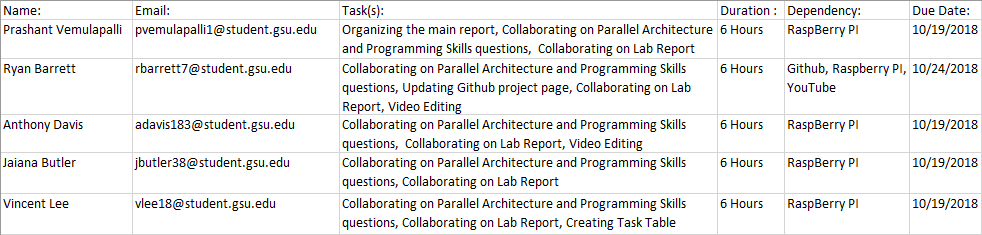 Name: Email: Task(s): Duration : Dependency: Due Date:
Prashant Vemulapalli pvemulapalli1@student.gsu.edu Organizing the main report, Collaborating on Parallel Architecture 6 Hours RaspBerry PI 10/19/2018
and Programming Skills questions,  Collaborating on Lab Report
Ryan Barrett rbarrett7@student.gsu.edu Collaborating on Parallel Architecture and Programming Skills 6 Hours Github, Raspberry PI, 10/24/2018
questions, Updating Github project page, Collaborating on Lab YouTube
Report, Video Editing
Anthony Davis adavis183@student.gsu.edu Collaborating on Parallel Architecture and Programming Skills 6 Hours RaspBerry PI 10/19/2018
questions,  Collaborating on Lab Report, Video Editing
Jaiana Butler jbutler38@student.gsu.edu Collaborating on Parallel Architecture and Programming Skills 6 Hours RaspBerry PI 10/19/2018
questions, Collaborating on Lab Report
Vincent Lee vlee18@student.gsu.edu Collaborating on Parallel Architecture and Programming Skills 6 Hours RaspBerry PI 10/19/2018
questions, Collaborating on Lab Report, Creating Task Table